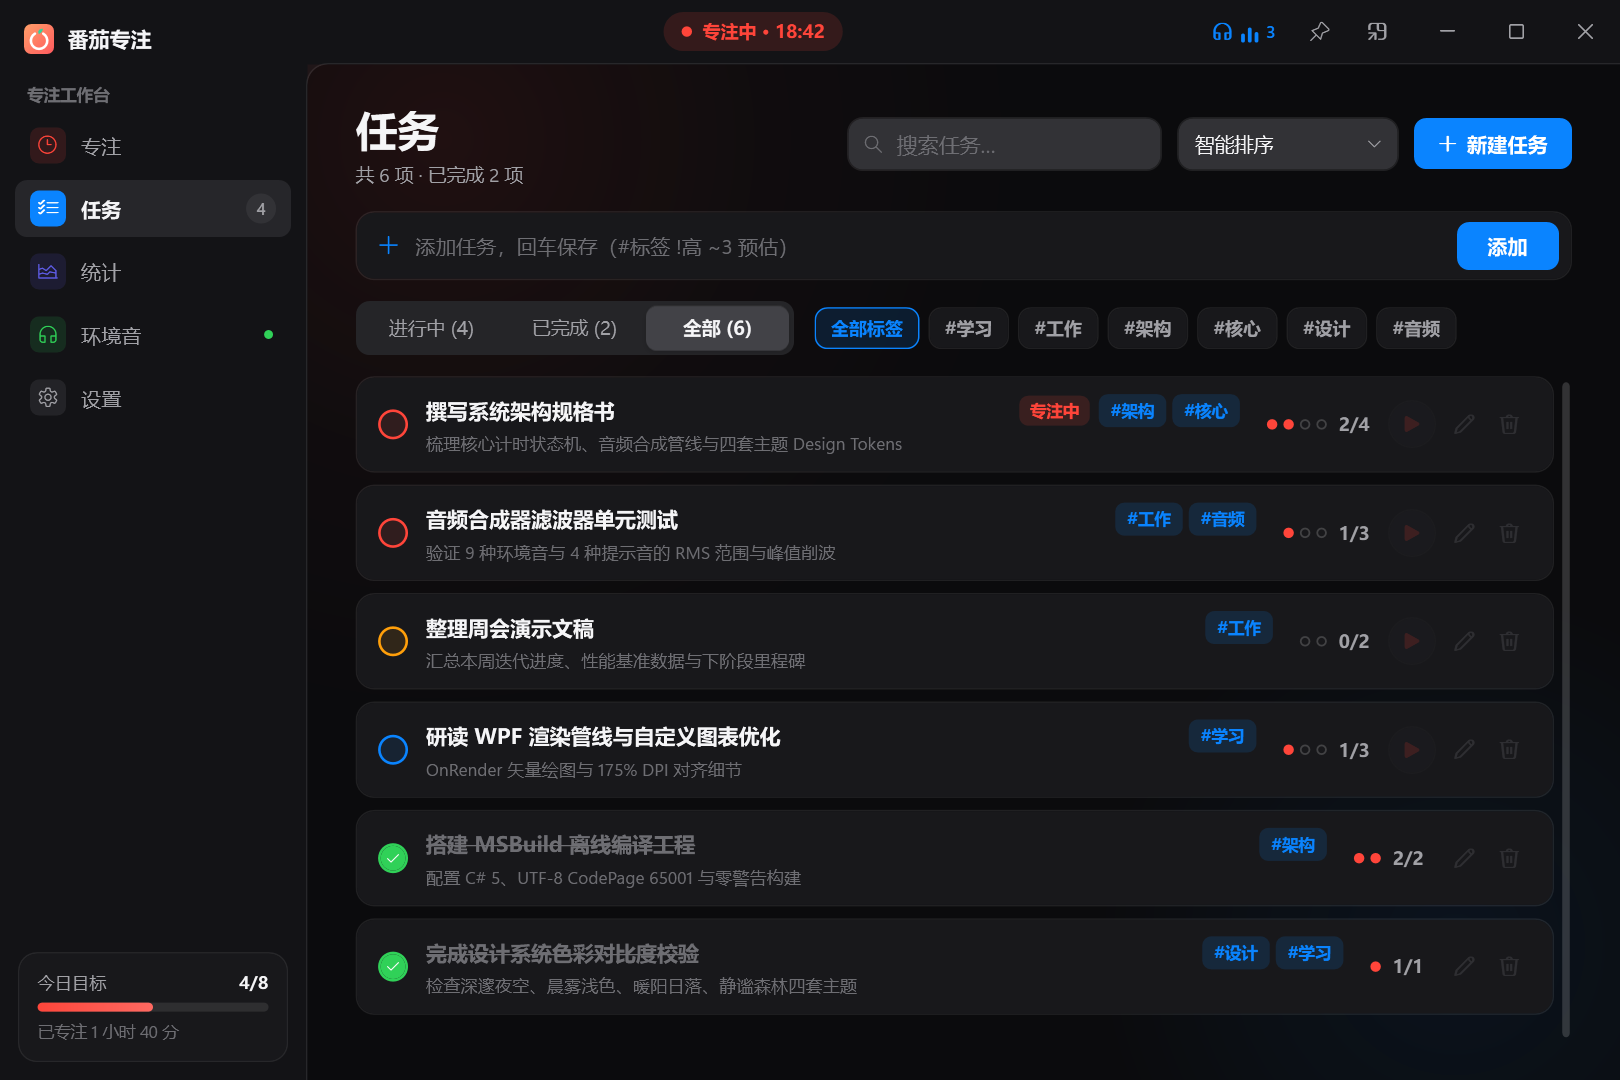 番茄专注
专注中 • 18:42
3
专注工作台
专注
任务
4
统计
环境音
设置
今日目标
4/8
已专注 1 小时 40 分
任务
共 6 项 · 已完成 2 项
搜索任务...
智能排序
新建任务
添加任务，回车保存（#标签 !高 ~3 预估）
添加
进行中 (4)
已完成 (2)
全部 (6)
全部标签
#学习
#工作
#架构
#核心
#设计
#音频
撰写系统架构规格书
梳理核心计时状态机、音频合成管线与四套主题 Design Tokens
专注中
#架构
#核心
2/4
音频合成器滤波器单元测试
验证 9 种环境音与 4 种提示音的 RMS 范围与峰值削波
#工作
#音频
1/3
整理周会演示文稿
汇总本周迭代进度、性能基准数据与下阶段里程碑
#工作
0/2
研读 WPF 渲染管线与自定义图表优化
OnRender 矢量绘图与 175% DPI 对齐细节
#学习
1/3
搭建 MSBuild 离线编译工程
配置 C# 5、UTF-8 CodePage 65001 与零警告构建
#架构
2/2
完成设计系统色彩对比度校验
检查深邃夜空、晨雾浅色、暖阳日落、静谧森林四套主题
#设计
#学习
1/1